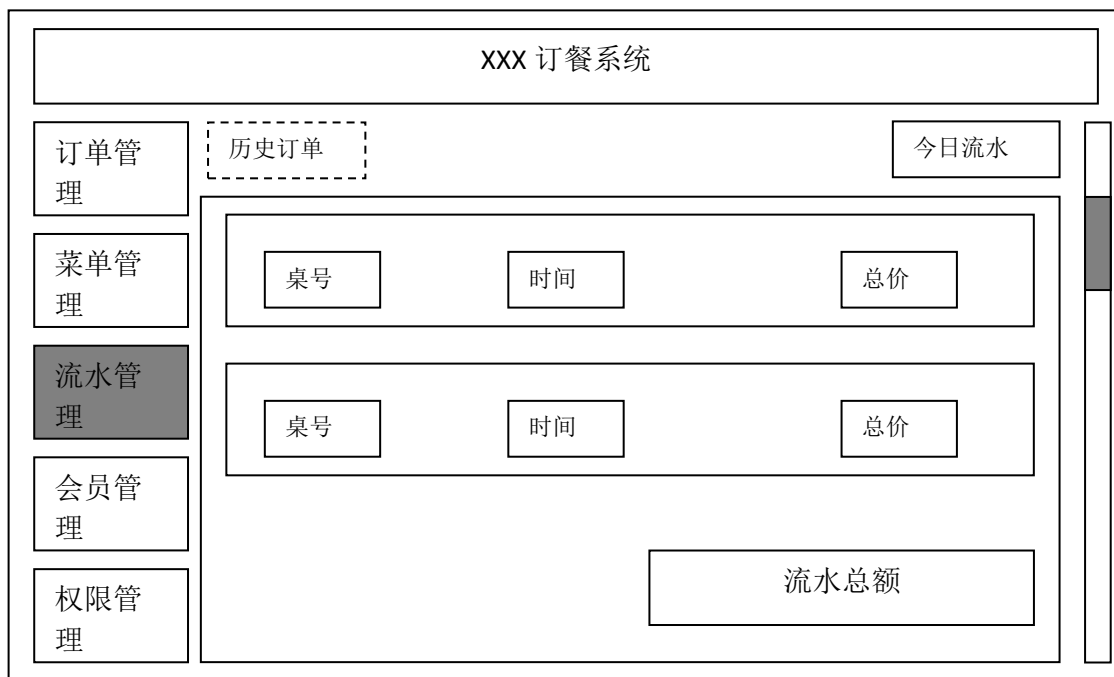 XXX 订餐系统
订单管
理
历史订单
今日流水
菜单管
理
桌号
时间
总价
流水管
理
桌号
时间
总价
会员管
理
流水总额
权限管
理